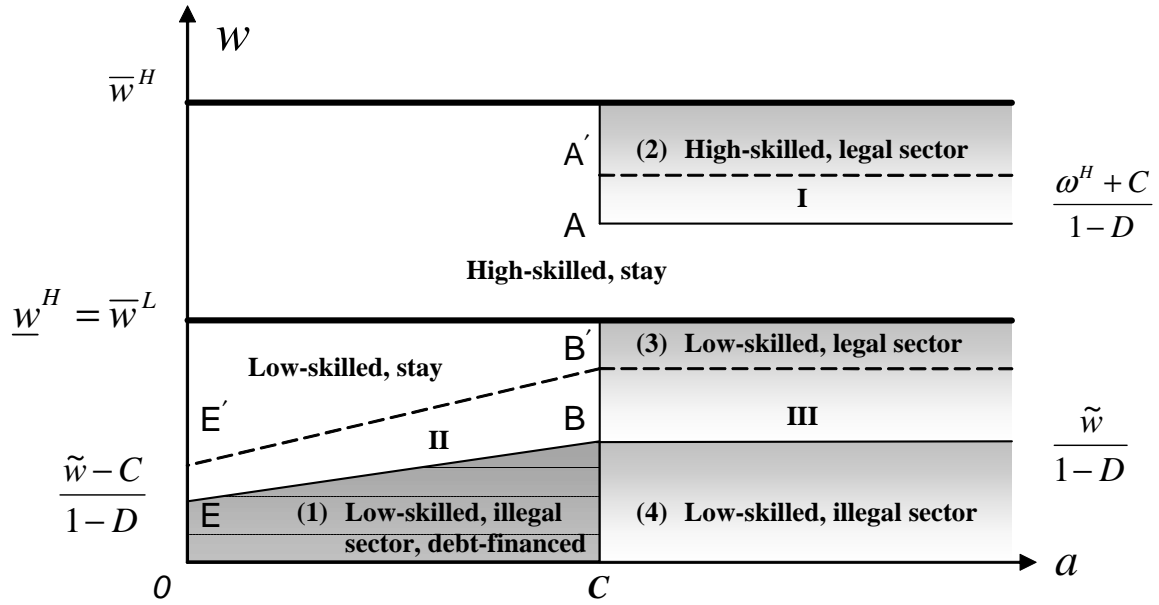 w
w̅^H
A′
(2) High-skilled, legal sector
I
(ω^H + C)/(1 − D)
A
High-skilled, stay
w̲^H = w̅^L
B′
(3) Low-skilled, legal sector
Low-skilled, stay
E′
B
II
III
w̃/(1 − D)
(w̃ − C)/(1 − D)
E
(1) Low-skilled, illegal
sector, debt-financed
(4) Low-skilled, illegal sector
0
C
a